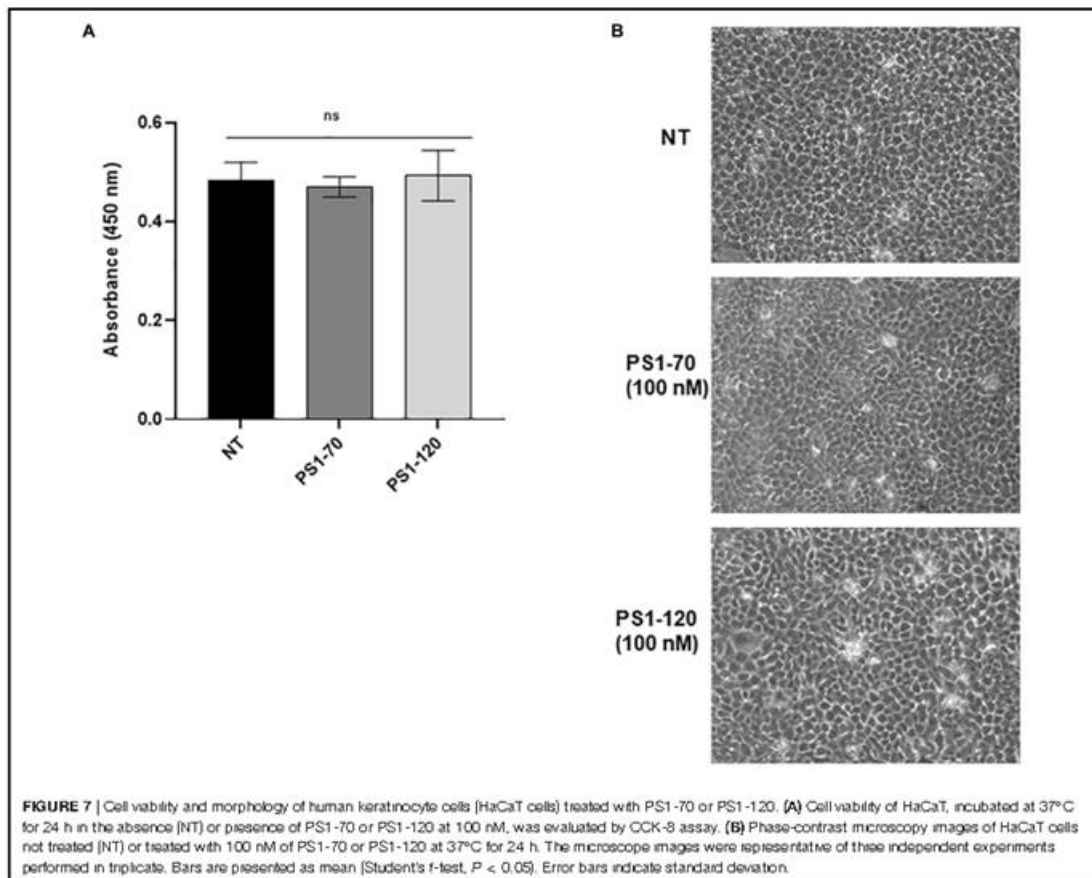 A
B
ns
0.6
0.4
0.2
0.0
Absorbance (450 nm)
NT
PS1-70
PS1-120
NT
PS1-70
(100 nM)
PS1-120
(100 nM)
FIGURE 7 | Cell viability and morphology of human keratinocyte cells (HaCaT cells) treated with PS1-70 or PS1-120. (A) Cell viability of HaCaT, incubated at 37°C
for 24 h in the absence (NT) or presence of PS1-70 or PS1-120 at 100 nM, was evaluated by CCK-8 assay. (B) Phase-contrast microscopy images of HaCaT cells
not treated (NT) or treated with 100 nM of PS1-70 or PS1-120 at 37°C for 24 h. The microscope images were representative of three independent experiments
performed in triplicate. Bars are presented as mean (Student's t-test, P < 0.05). Error bars indicate standard deviation.